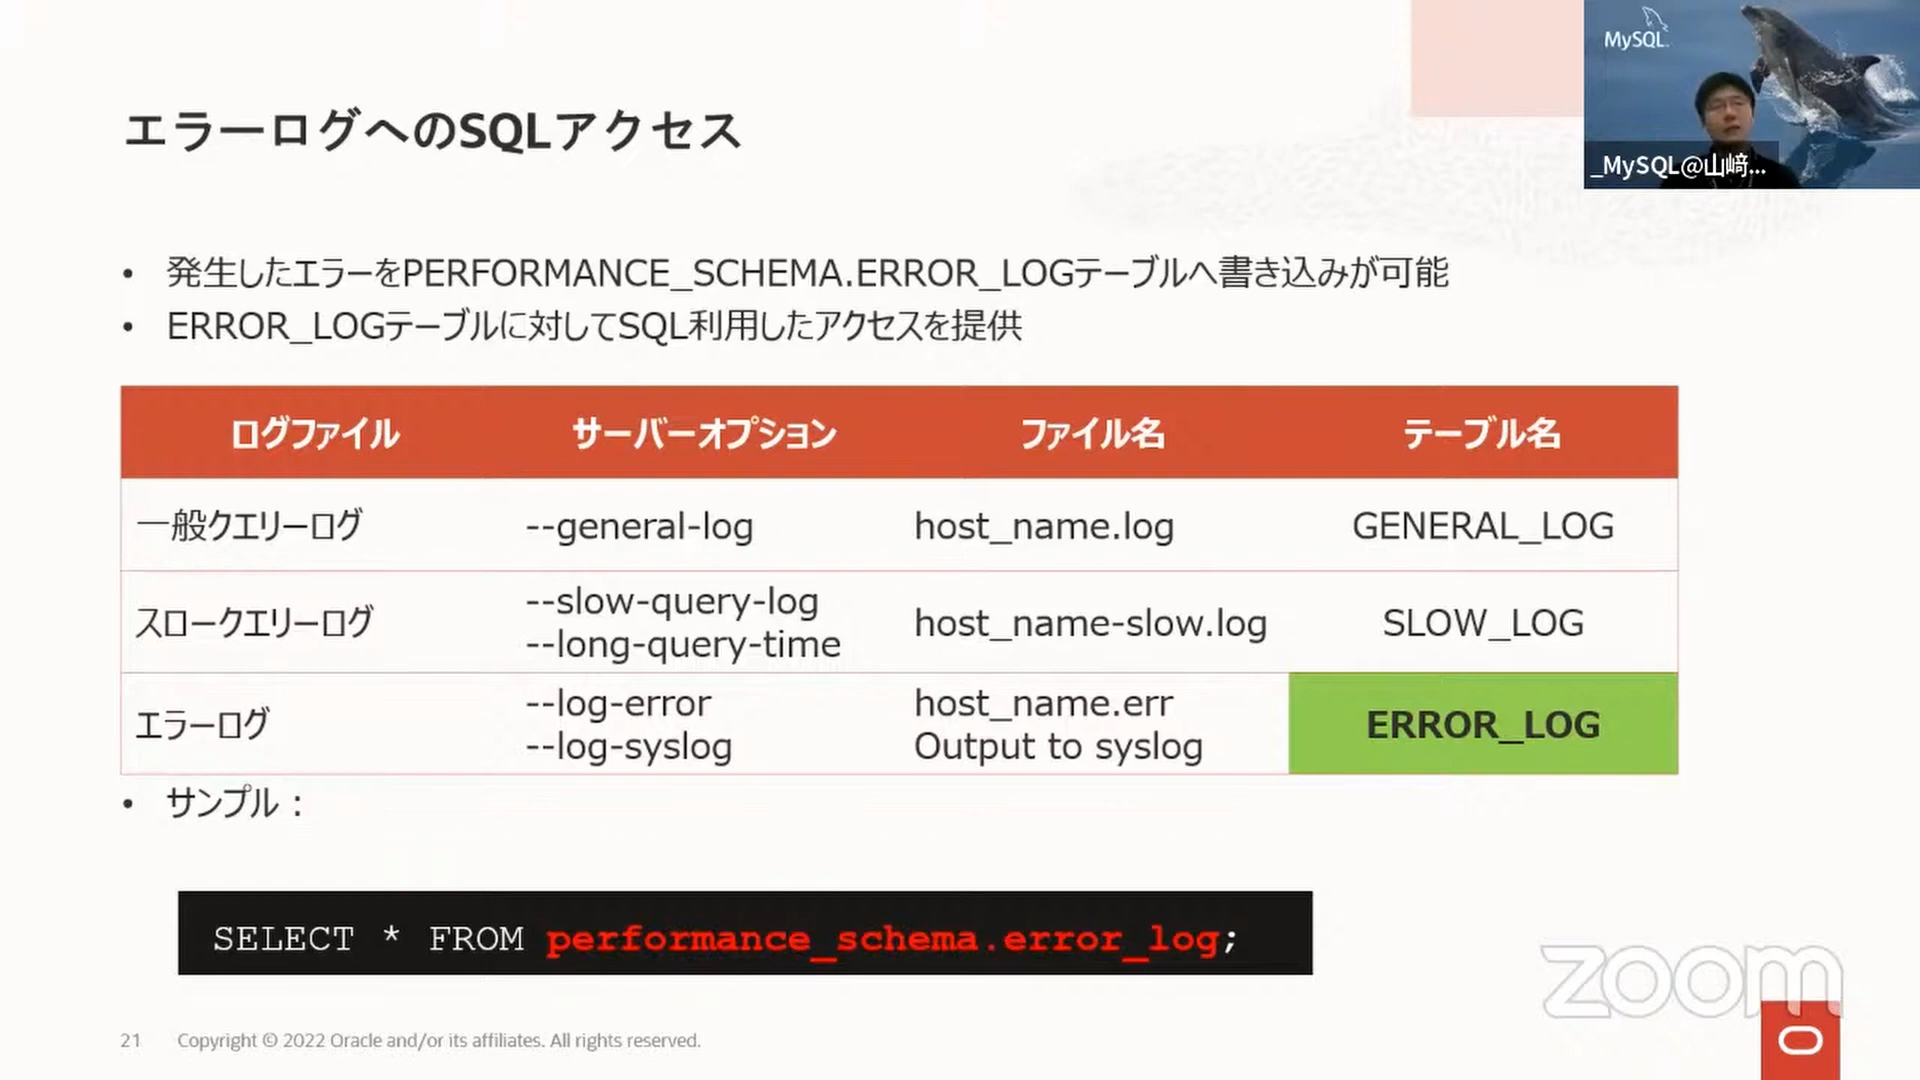 MySQL.
_MySQL@山﨑...
エラーログへのSQLアクセス
• 発生したエラーをPERFORMANCE_SCHEMA.ERROR_LOGテーブルへ書き込みが可能
• ERROR_LOGテーブルに対してSQL利用したアクセスを提供
ログファイル サーバーオプション ファイル名 テーブル名
一般クエリーログ --general-log host_name.log GENERAL_LOG
スロークエリーログ --slow-query-log host_name-slow.log SLOW_LOG
--long-query-time
エラーログ --log-error host_name.err ERROR_LOG
--log-syslog Output to syslog
• サンプル：
SELECT * FROM performance_schema.error_log;
zoom
21 Copyright © 2022 Oracle and/or its affiliates. All rights reserved.